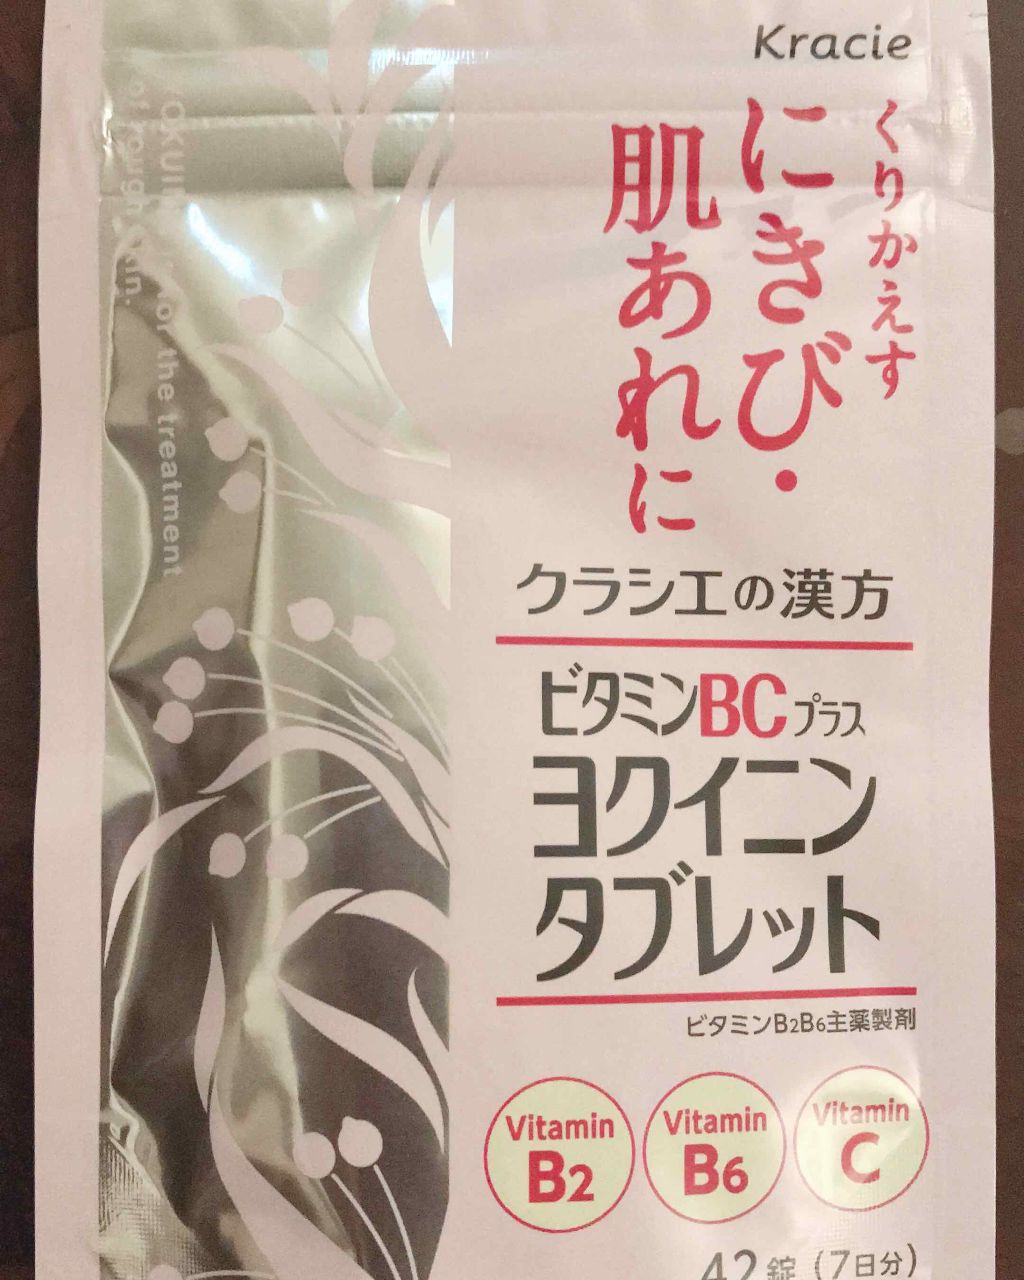 Kracie
くりかえす
にきび・
肌あれに
クラシエの漢方
ビタミンBCプラス
ヨクイニン
タブレット
ビタミンB2B6主薬製剤
Vitamin
B2
Vitamin
B6
Vitamin
C
42錠(7日分)
for the treatment
of rough skin.